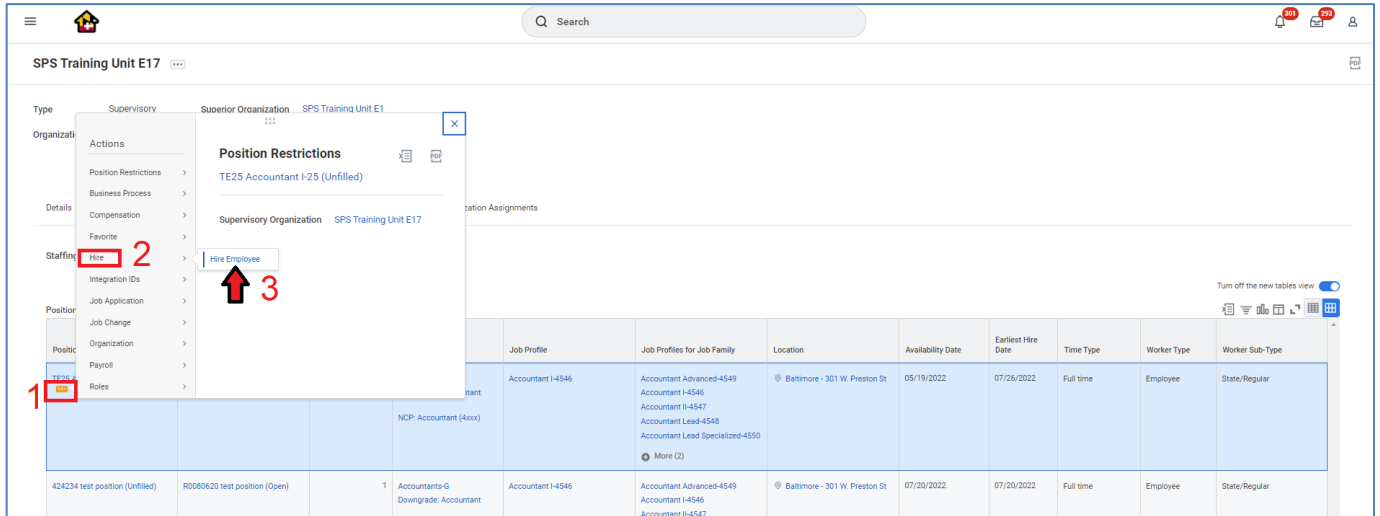 Search
301
293
SPS Training Unit E17
PDF
Type Supervisory Superior Organization SPS Training Unit E1
Organizati
Actions
Position Restrictions
Business Process
Compensation
Favorite
Hire
Integration IDs
Job Application
Job Change
Organization
Payroll
Roles
Position Restrictions
PDF
TE25 Accountant I-25 (Unfilled)
Supervisory Organization SPS Training Unit E17
Hire Employee
1
2
3
Details
zation Assignments
Staffing
Turn off the new tables view
Position
Positic Job Profile Job Profiles for Job Family Location Availability Date Earliest Hire Date Time Type Worker Type Worker Sub-Type
TE25 A
ntant
NCP: Accountant (4xxx)
Accountant I-4546
Accountant Advanced-4549
Accountant I-4546
Accountant II-4547
Accountant Lead-4548
Accountant Lead Specialized-4550
More (2)
Baltimore - 301 W. Preston St 05/19/2022 07/26/2022 Full time Employee State/Regular
424234 test position (Unfilled) R0080620 test position (Open) 1 Accountants-G
Downgrade: Accountant
Accountant I-4546
Accountant Advanced-4549
Accountant I-4546
Accountant II-4547
Baltimore - 301 W. Preston St 07/20/2022 07/20/2022 Full time Employee State/Regular